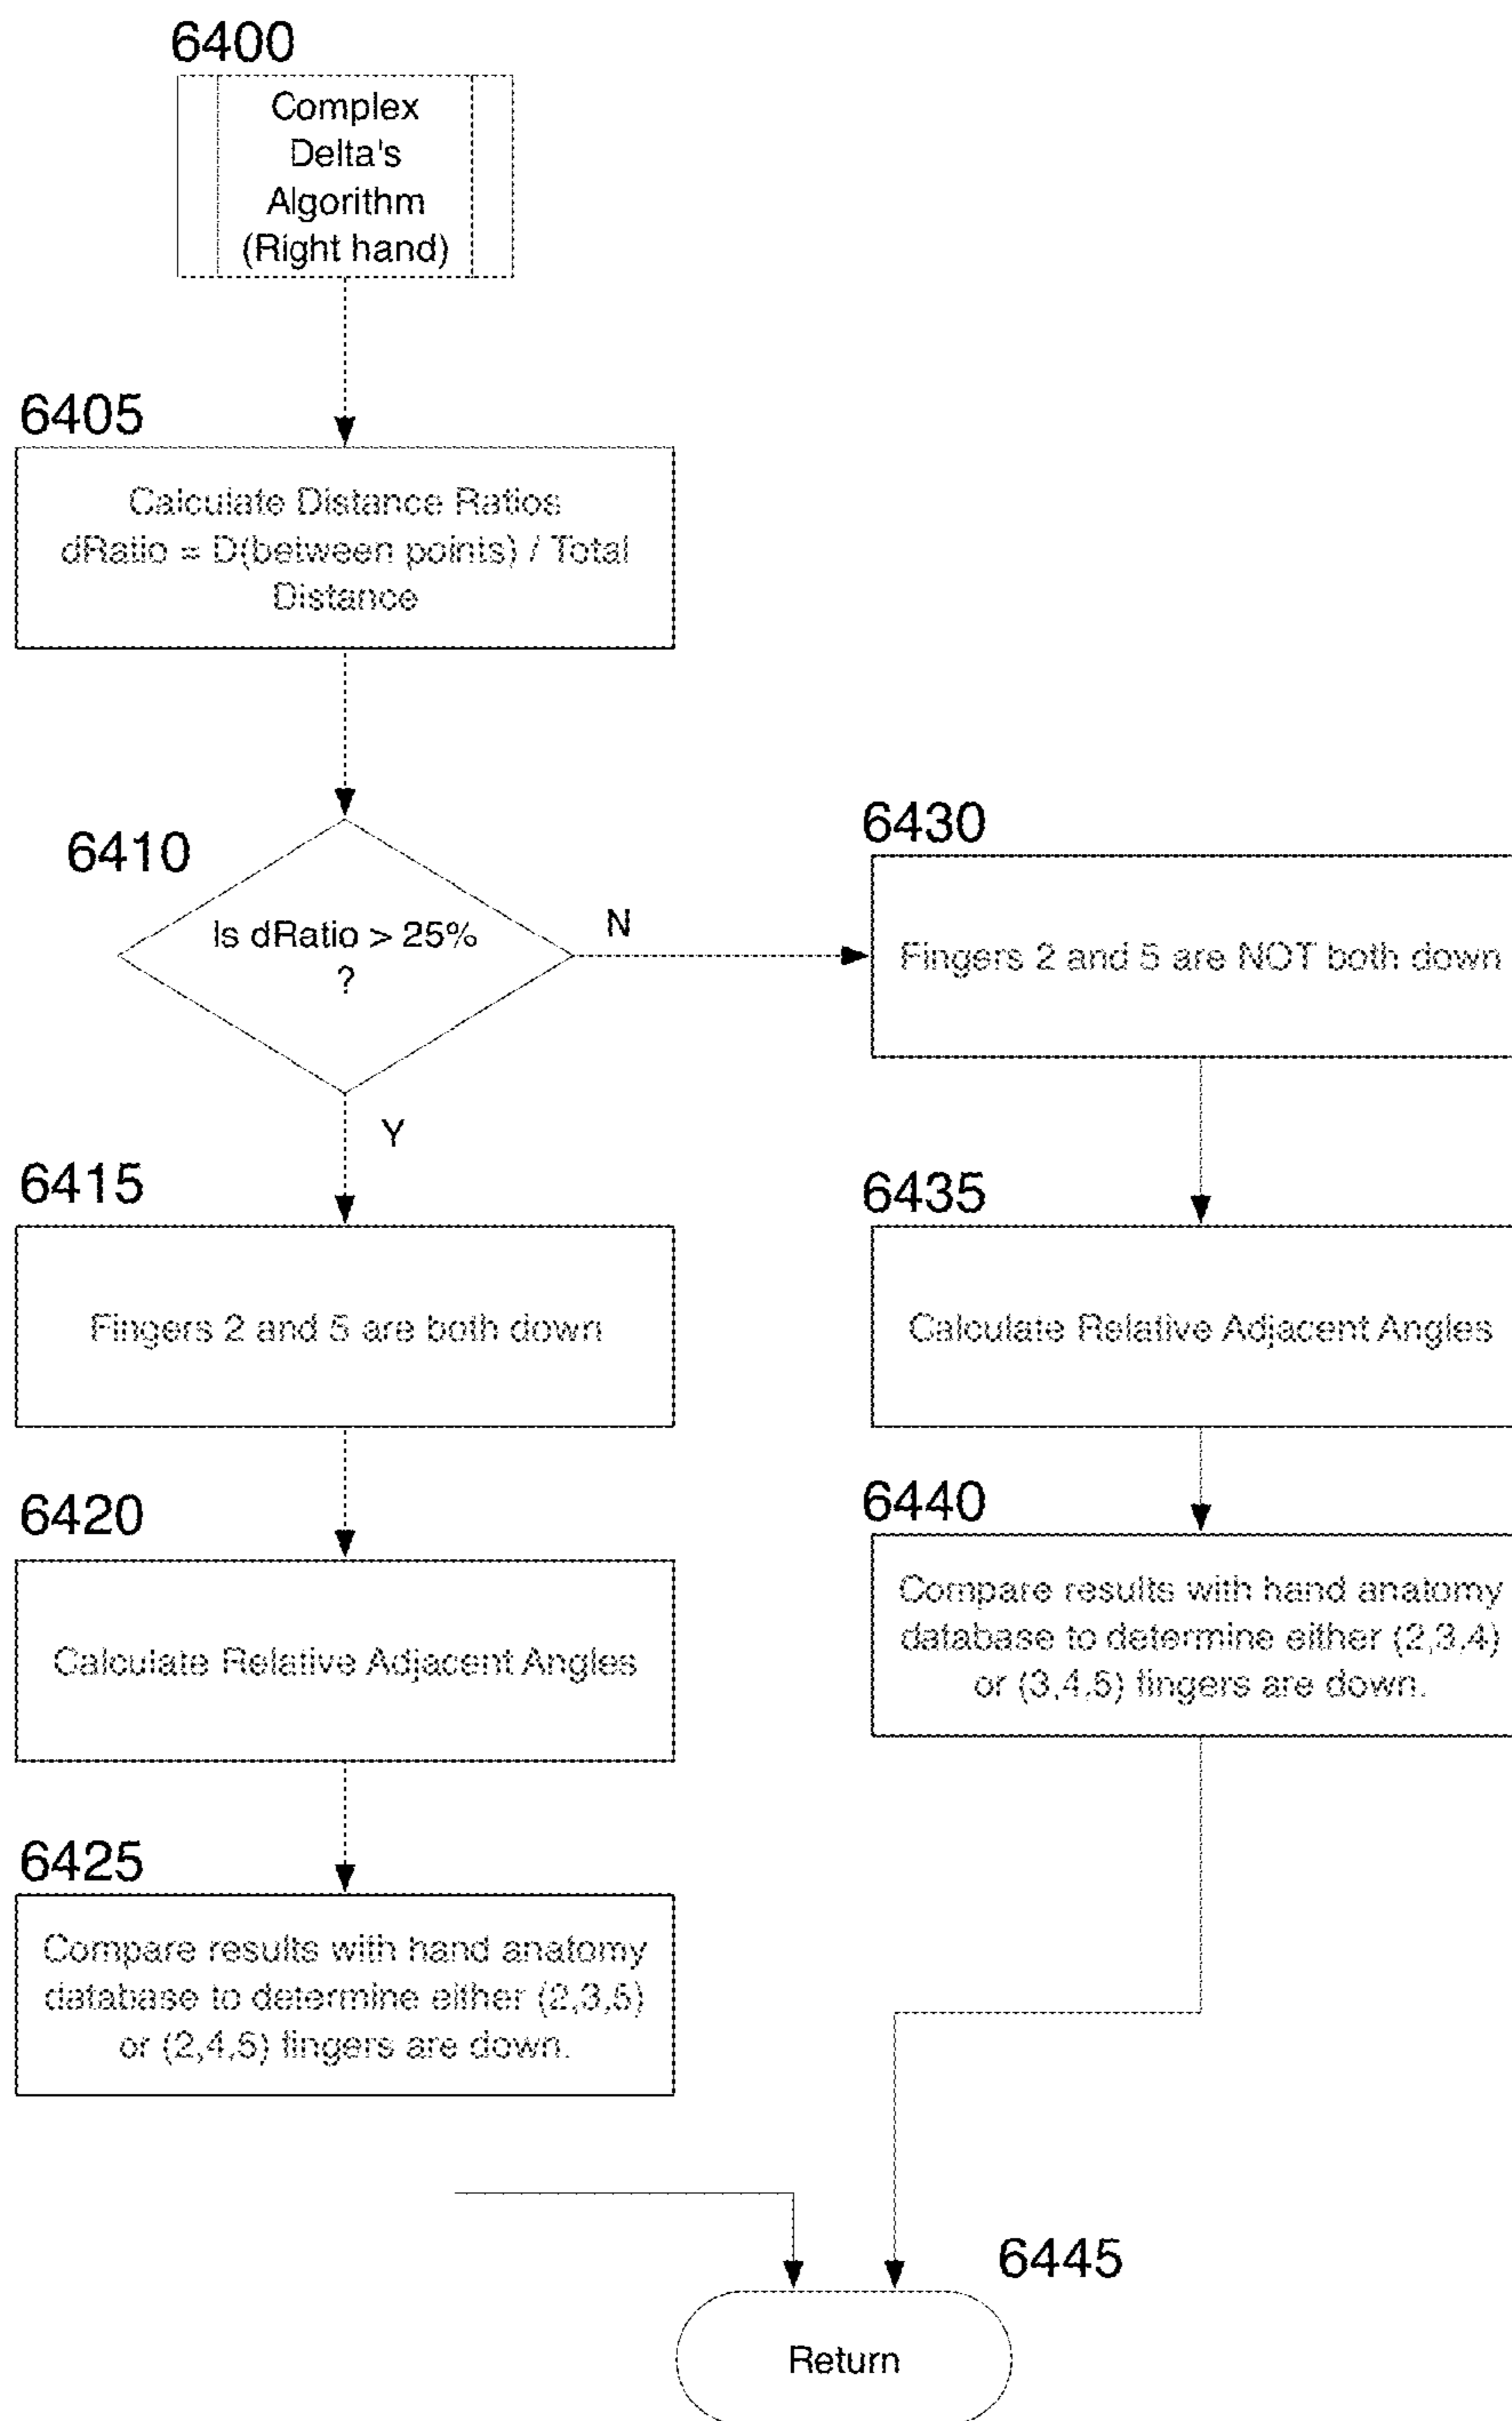 6400
Complex
Delta's
Algorithm
(Right hand)
6405
Calculate Distance Ratios
dRatio = D(between points) / Total
Distance
6410
Is dRatio > 25%
?
N
Y
6430
Fingers 2 and 5 are NOT both down
6415
Fingers 2 and 5 are both down
6435
Calculate Relative Adjacent Angles
6420
Calculate Relative Adjacent Angles
6440
Compare results with hand anatomy
database to determine either (2,3,4)
or (3,4,5) fingers are down.
6425
Compare results with hand anatomy
database to determine either (2,3,5)
or (2,4,5) fingers are down.
6445
Return